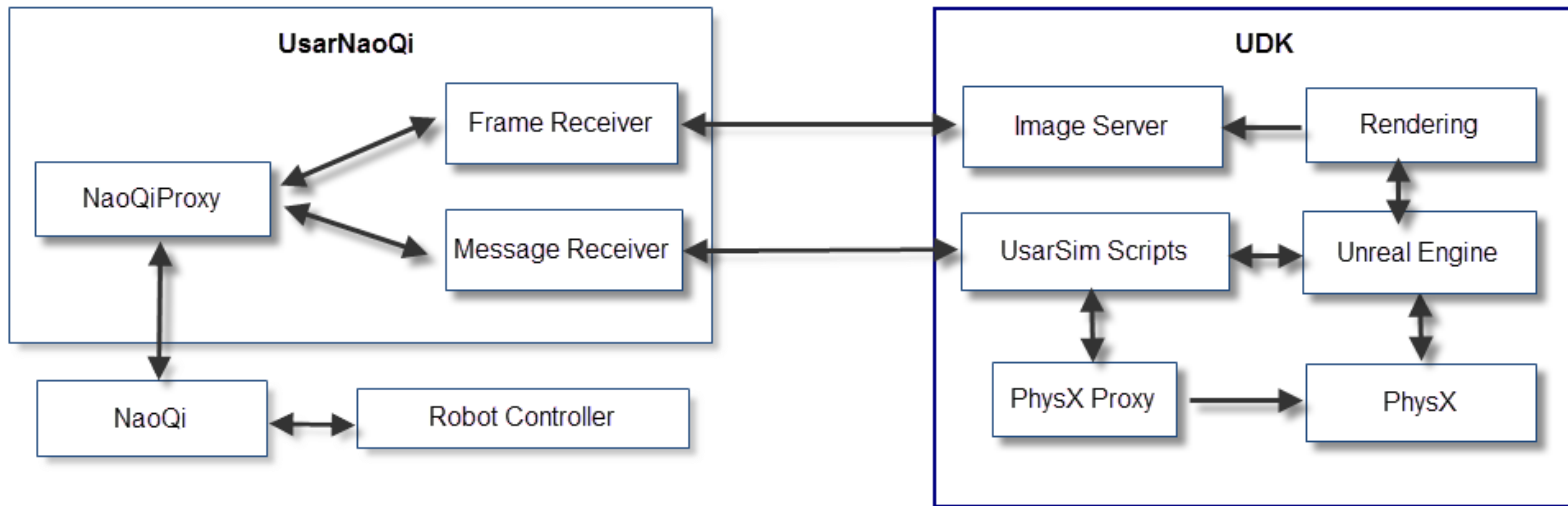 UsarNaoQi
UDK
Frame Receiver
Image Server
Rendering
NaoQiProxy
Message Receiver
UsarSim Scripts
Unreal Engine
NaoQi
Robot Controller
PhysX Proxy
PhysX